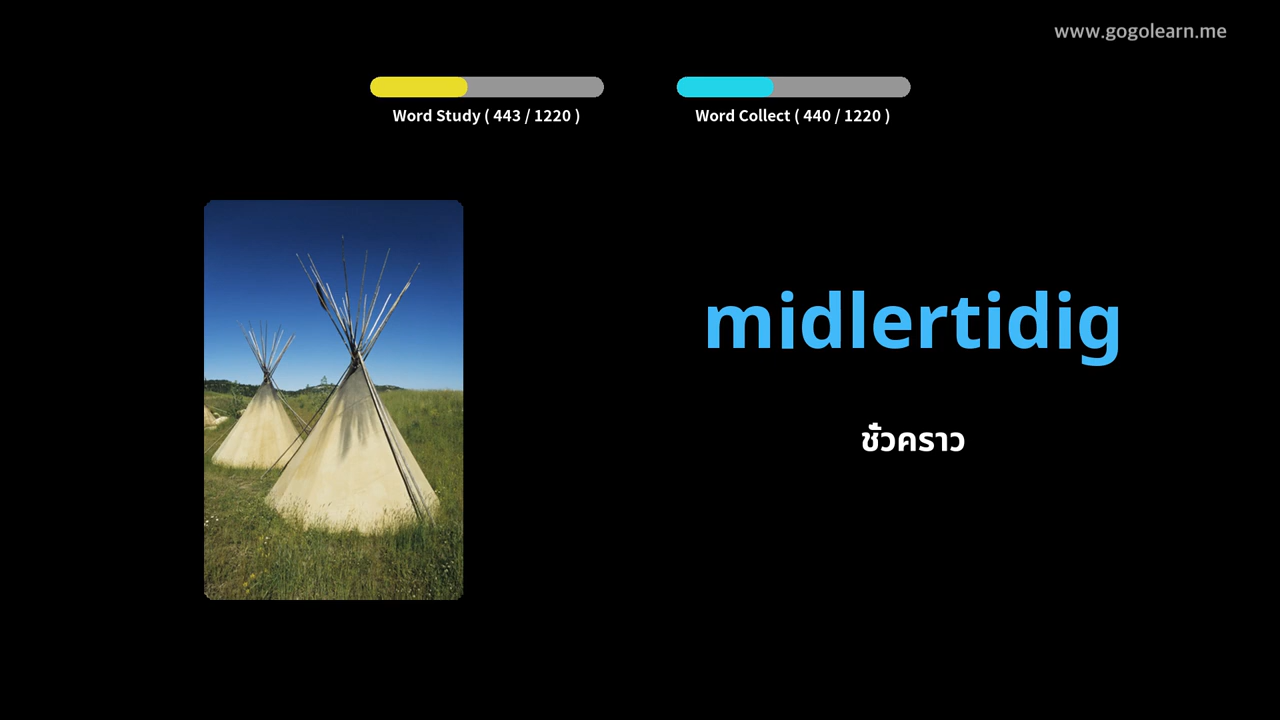 www.gogolearn.me
Word Study ( 443 / 1220 )
Word Collect ( 440 / 1220 )
midlertidig
ชั่วคราว